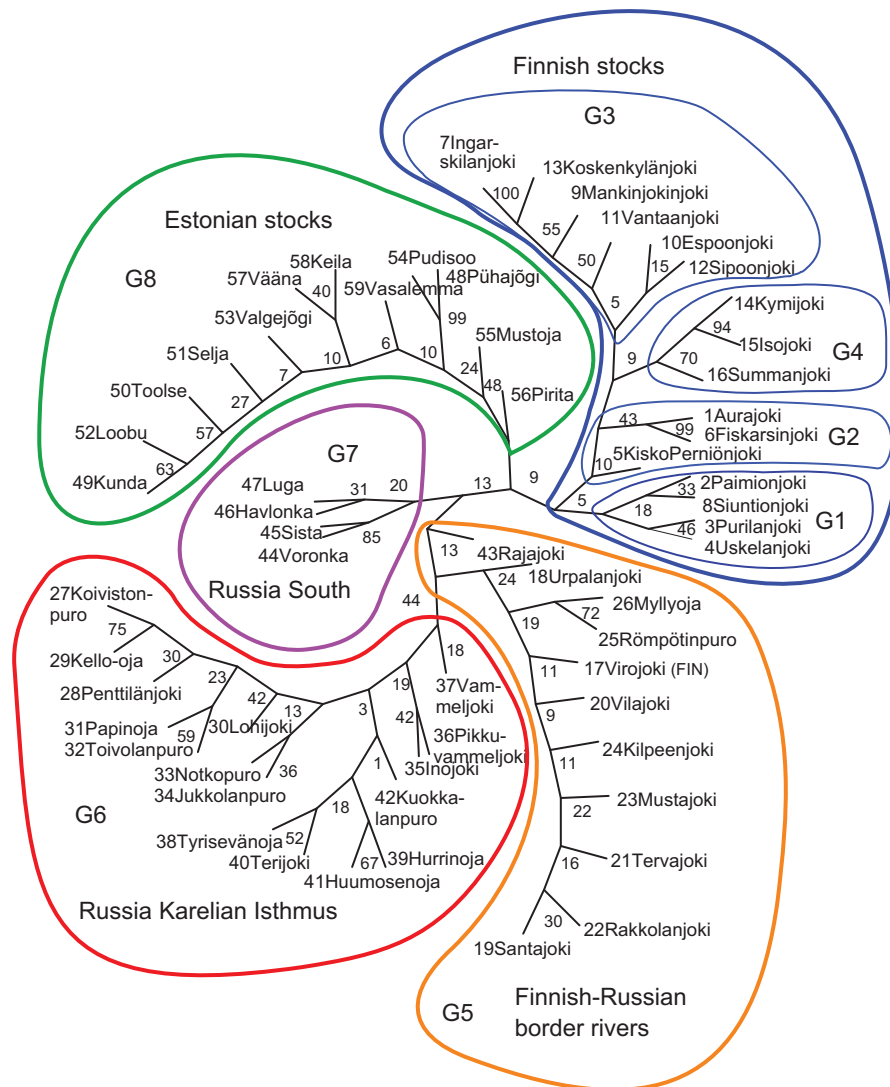 Finnish stocks
G3
7Ingar-
skilanjoki
13Koskenkylänjoki
9Mankinjokinjoki
11Vantaanjoki
10Espoonjoki
12Sipoonjoki
100
55
50
15
5
14Kymijoki
94
15Isojoki
G4
70
16Summanjoki
9
43
1Aurajoki
99
6Fiskarsinjoki
G2
5KiskoPerniönjoki
10
2Paimionjoki
33
8Siuntionjoki
18
3Purilanjoki
G1
46
4Uskelanjoki
5
Estonian stocks
G8
58Keila
54Pudisoo
57Vääna
48Pühajõgi
40
59Vasalemma
53Valgejõgi
99
55Mustoja
51Selja
6
10
10
24
50Toolse
7
48
56Pirita
27
52Loobu
57
63
49Kunda
G7
47Luga
31
20
13
9
46Havlonka
45Sista
85
44Voronka
Russia South
13
43Rajajoki
24
18Urpalanjoki
26Myllyoja
72
19
25Römpötinpuro
11
17Virojoki (FIN)
20Vilajoki
9
24Kilpeenjoki
11
23Mustajoki
22
21Tervajoki
16
30
22Rakkolanjoki
19Santajoki
G5
Finnish-Russian
border rivers
44
27Koiviston-
puro
75
29Kello-oja
30
28Penttilänjoki
23
18
37Vam-
meljoki
19
42
13
3
31Papinoja
30Lohijoki
59
32Toivolanpuro
42
36Pikku-
vammeljoki
33Notkopuro
36
35Inojoki
34Jukkolanpuro
1
42Kuokka-
lanpuro
G6
18
38Tyrisevänoja
52
40Terijoki
67
39Hurrinoja
41Huumosenoja
Russia Karelian Isthmus